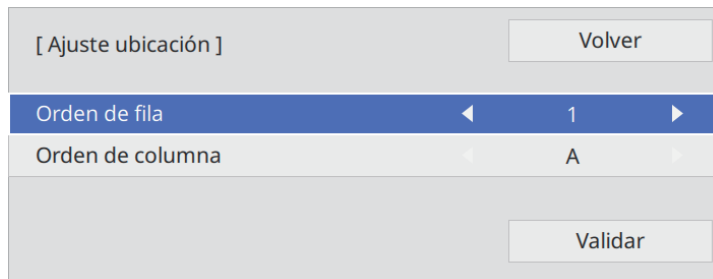 [ Ajuste ubicación ]
Volver
Orden de fila 1
Orden de columna A
Validar